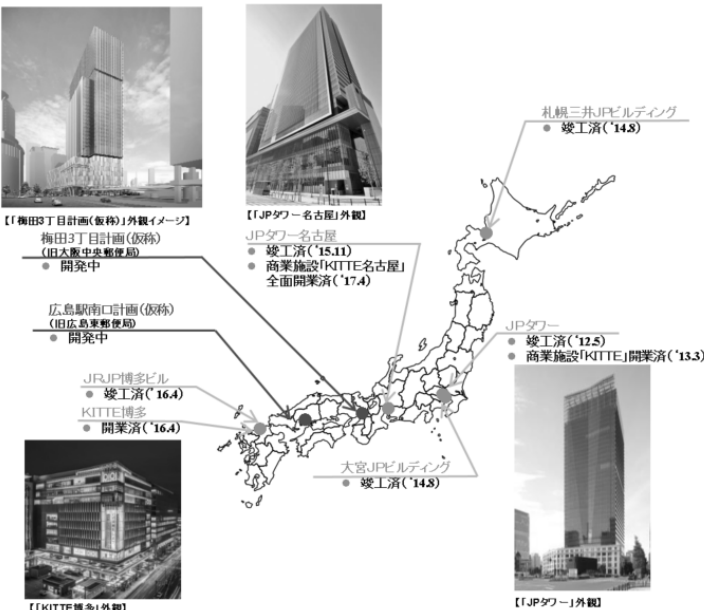 札幌三井JPビルディング
● 竣工済('14.8)
【「梅田3丁目計画(仮称)」外観イメージ】
【「JPタワー名古屋」外観】
梅田3丁目計画(仮称)
(旧大阪中央郵便局)
● 開発中
JPタワー名古屋
● 竣工済('15.11)
● 商業施設「KITTE名古屋」
全面開業済('17.4)
広島駅南口計画(仮称)
(旧広島東郵便局)
● 開発中
JPタワー
● 竣工済('12.5)
● 商業施設「KITTE」開業済('13.3)
JRJP博多ビル
● 竣工済('16.4)
KITTE博多
● 開業済('16.4)
大宮JPビルディング
● 竣工済('14.8)
【「KITTE博多」外観】
【「JPタワー」外観】